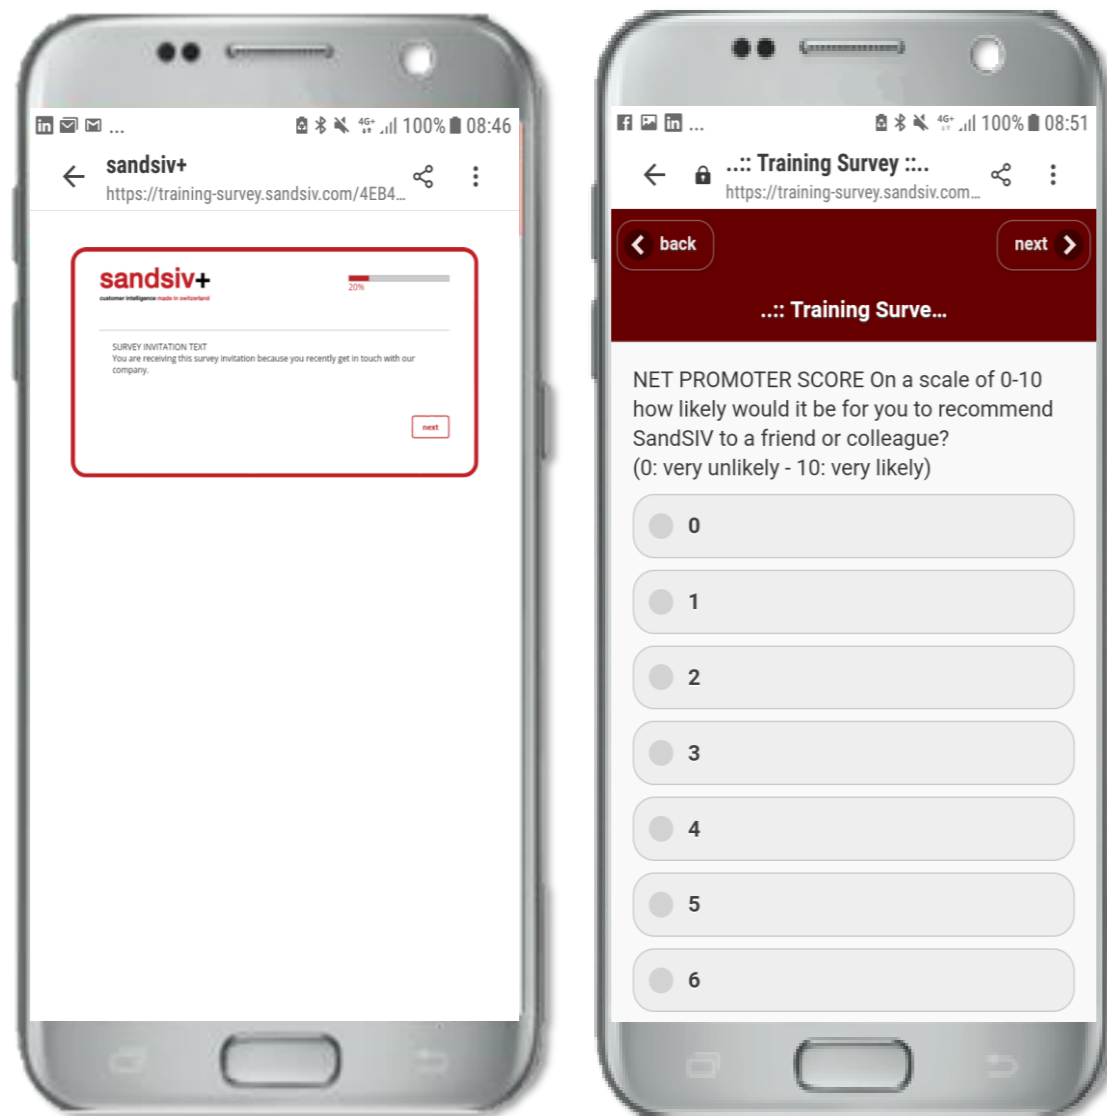 ... 4G+ 100% 08:46
sandsiv+
https://training-survey.sandsiv.com/4EB4...
sandsiv+
customer intelligence made in switzerland
20%
SURVEY INVITATION TEXT
You are receiving this survey invitation because you recently get in touch with our
company.
next
... 4G+ 100% 08:51
..:: Training Survey ::..
https://training-survey.sandsiv.com...
back
next
..:: Training Surve...
NET PROMOTER SCORE On a scale of 0-10
how likely would it be for you to recommend
SandSIV to a friend or colleague?
(0: very unlikely - 10: very likely)
0
1
2
3
4
5
6